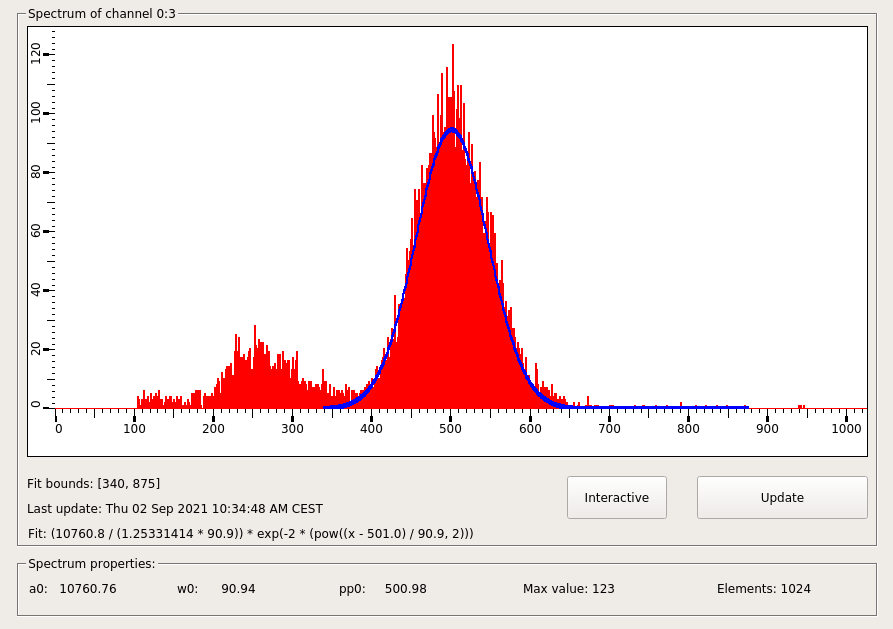 Spectrum of channel 0:3
120
100
80
60
40
20
0
0 100 200 300 400 500 600 700 800 900 1000
Fit bounds: [340, 875]
Last update: Thu 02 Sep 2021 10:34:48 AM CEST
Interactive Update
Fit: (10760.8 / (1.25331414 * 90.9)) * exp(-2 * (pow((x - 501.0) / 90.9, 2)))
Spectrum properties:
a0: 10760.76 w0: 90.94 pp0: 500.98 Max value: 123 Elements: 1024